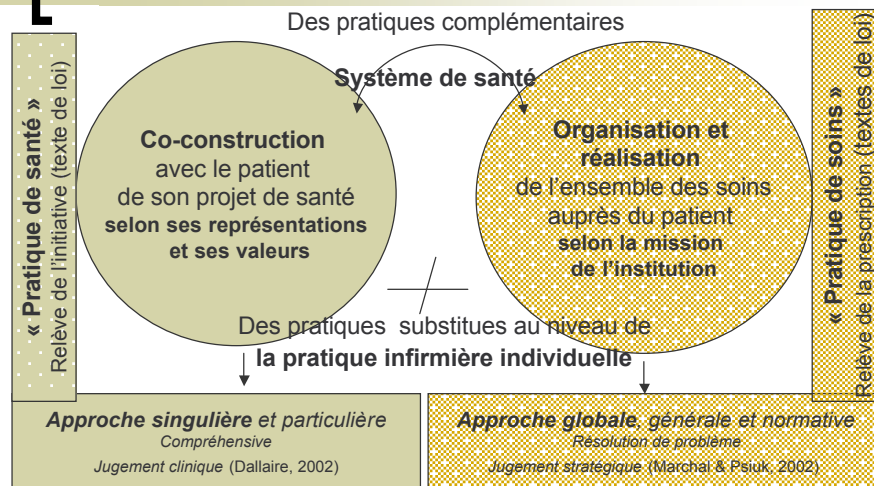 Des pratiques complémentaires
Système de santé
« Pratique de santé »
Relève de l'initiative (texte de loi)
Co-construction
avec le patient
de son projet de santé
selon ses représentations
et ses valeurs
Organisation et
réalisation
de l'ensemble des soins
auprès du patient
selon la mission
de l'institution
« Pratique de soins »
Relève de la prescription (textes de loi)
Des pratiques substitues au niveau de
la pratique infirmière individuelle
Approche singulière et particulière
Compréhensive
Jugement clinique (Dallaire, 2002)
Approche globale, générale et normative
Résolution de problème
Jugement stratégique (Marchal & Psiuk, 2002)